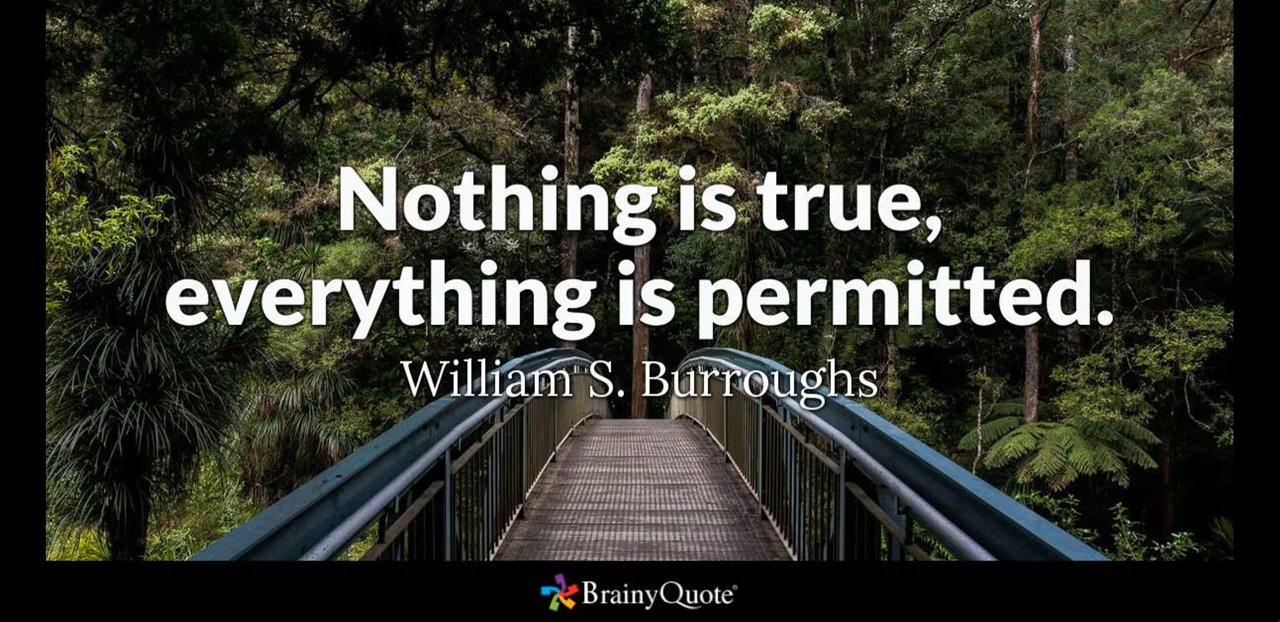 Nothing is true,
everything is permitted.
William S. Burroughs
BrainyQuote®